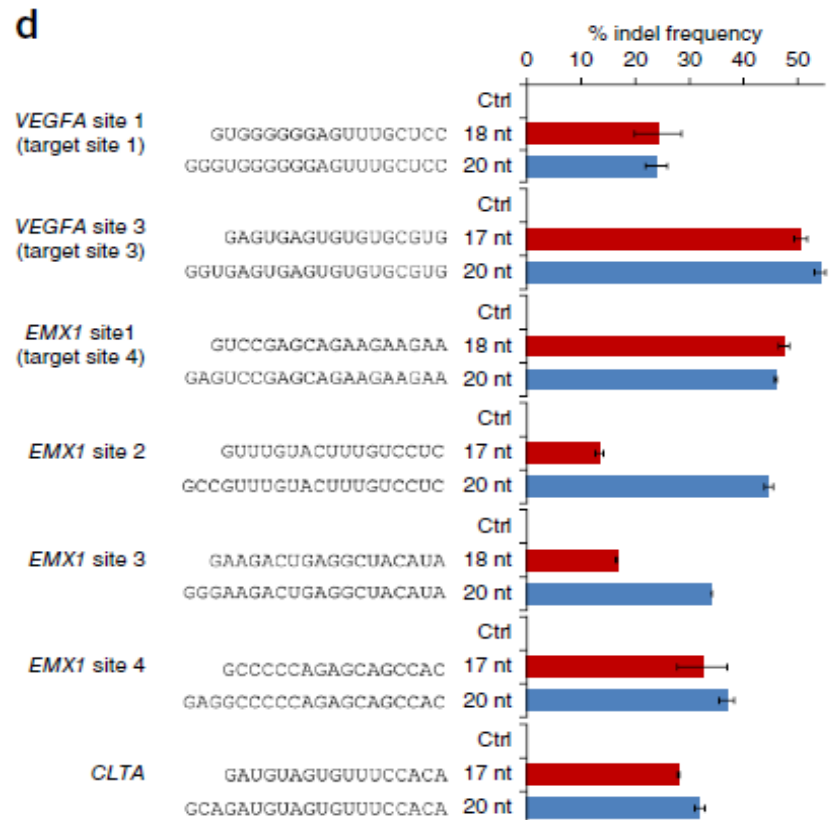 d
% indel frequency
0 10 20 30 40 50
Ctrl
VEGFA site 1
(target site 1)
GUGGGGGGAGUUUGCUCC 18 nt
GGGUGGGGGGAGUUUGCUCC 20 nt
Ctrl
VEGFA site 3
(target site 3)
GAGUGAGUGUGUGCGUG 17 nt
GGUGAGUGAGUGUGUGCGUG 20 nt
Ctrl
EMX1 site1
(target site 4)
GUCCGAGCAGAAGAAGAA 18 nt
GAGUCCGAGCAGAAGAAGAA 20 nt
Ctrl
EMX1 site 2
GUUUGUACUUUGUCCUC 17 nt
GCCGUUUGUACUUUGUCCUC 20 nt
Ctrl
EMX1 site 3
GAAGACUGAGGCUACAUA 18 nt
GGGAAGACUGAGGCUACAUA 20 nt
Ctrl
EMX1 site 4
GCCCCCAGAGCAGCCAC 17 nt
GAGGCCCCCAGAGCAGCCAC 20 nt
Ctrl
CLTA
GAUGUAGUGUUUCCACA 17 nt
GCAGAUGUAGUGUUUCCACA 20 nt